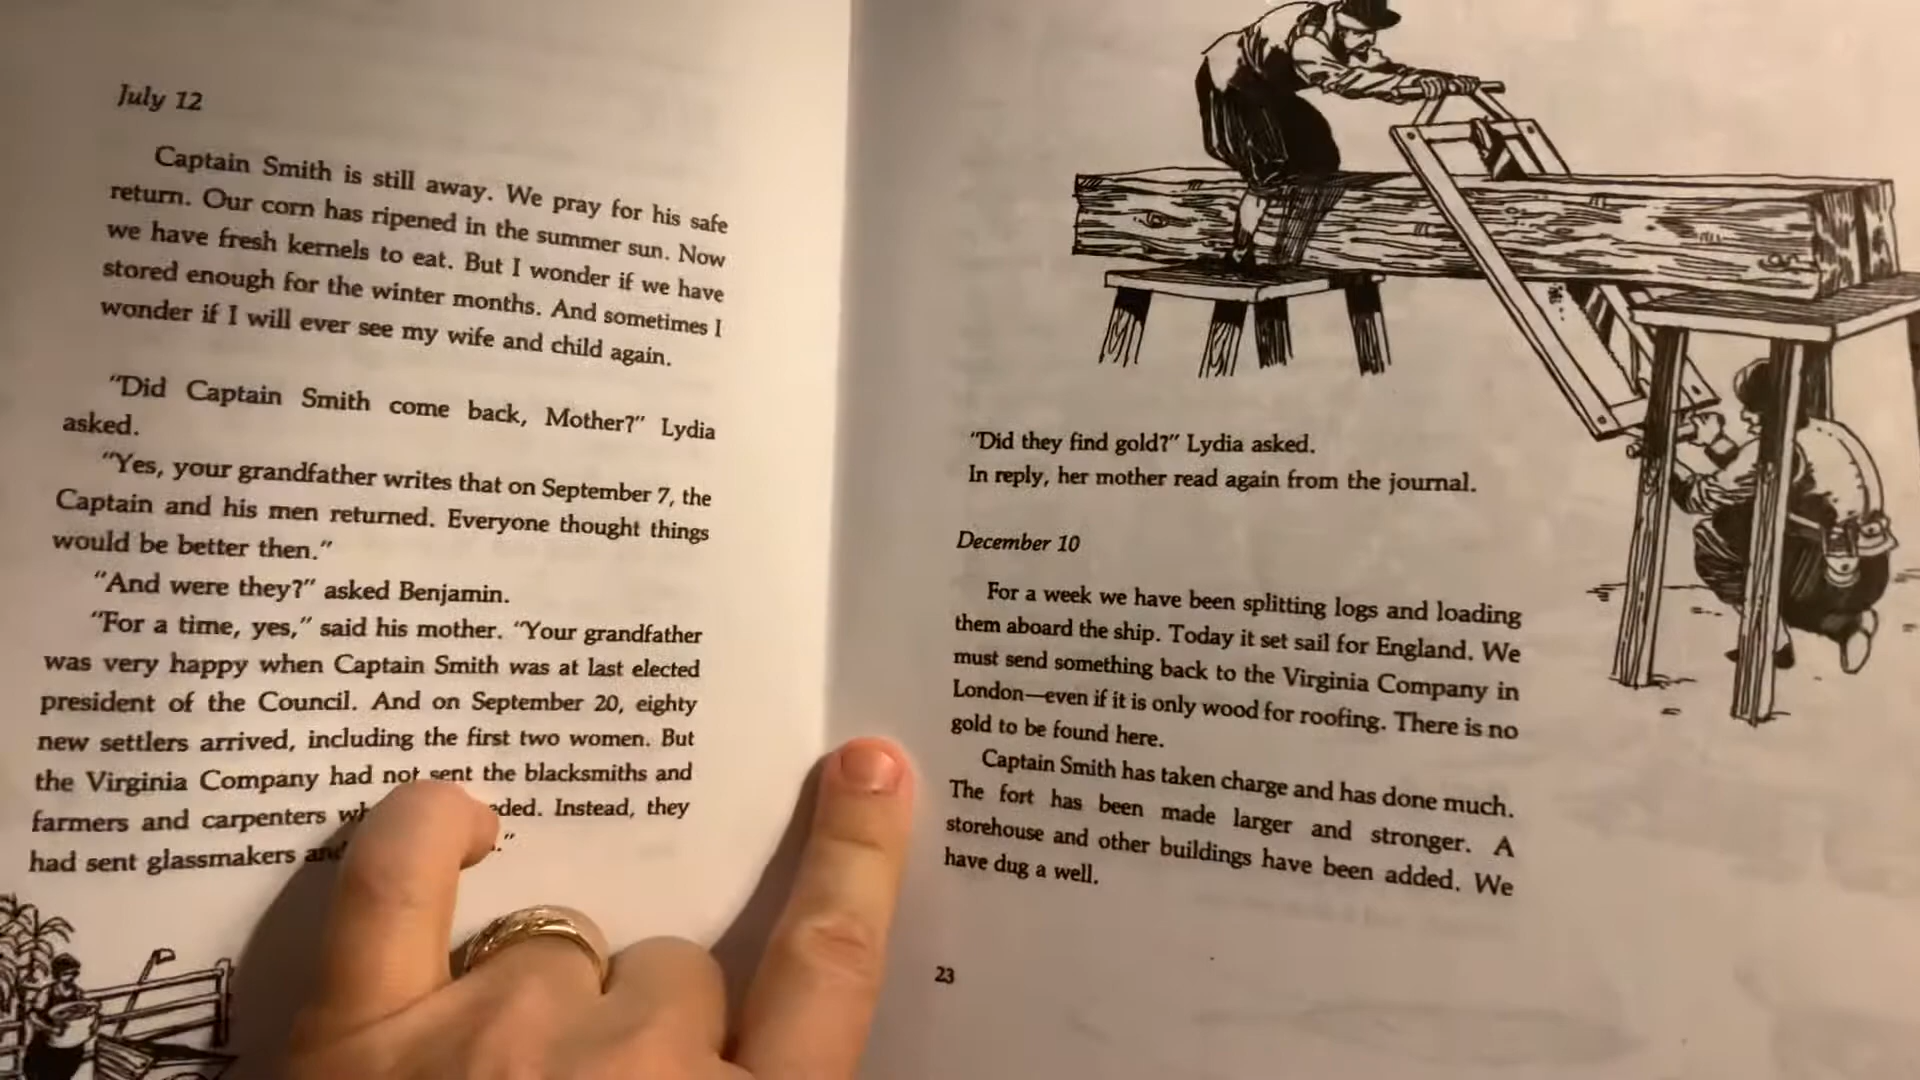 July 12
Captain Smith is still away. We pray for his safe
return. Our corn has ripened in the summer sun. Now
we have fresh kernels to eat. But I wonder if we have
stored enough for the winter months. And sometimes I
wonder if I will ever see my wife and child again.
"Did Captain Smith come back, Mother?" Lydia
asked.
"Yes, your grandfather writes that on September 7, the
Captain and his men returned. Everyone thought things
would be better then."
"And were they?" asked Benjamin.
"For a time, yes," said his mother. "Your grandfather
was very happy when Captain Smith was at last elected
president of the Council. And on September 20, eighty
new settlers arrived, including the first two women. But
the Virginia Company had not sent the blacksmiths and
farmers and carpenters Instead, they
had sent glassmakers and
"Did they find gold?" Lydia asked.
In reply, her mother read again from the journal.
December 10
For a week we have been splitting logs and loading
them aboard the ship. Today it set sail for England. We
must send something back to the Virginia Company in
London—even if it is only wood for roofing. There is no
gold to be found here.
Captain Smith has taken charge and has done much.
The fort has been made larger and stronger. A
storehouse and other buildings have been added. We
have dug a well.
23